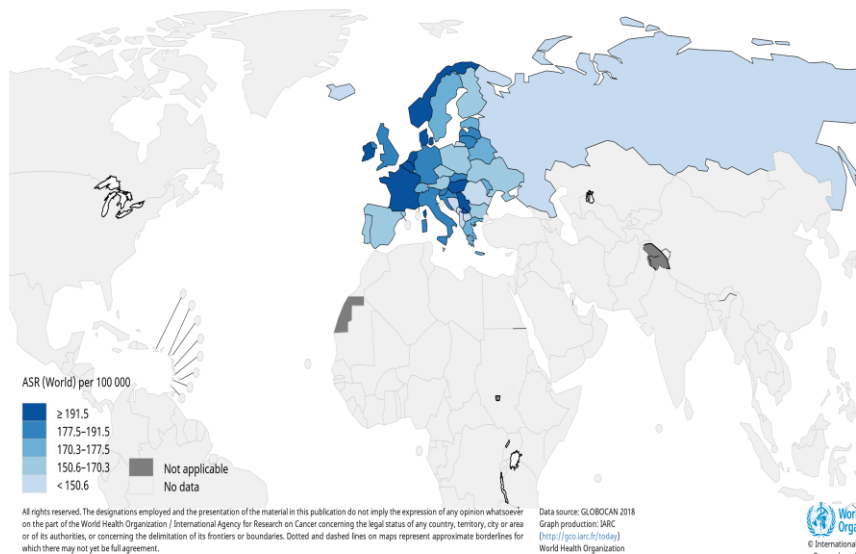 ASR (World) per 100 000
≥ 191.5
177.5–191.5
170.3–177.5
150.6–170.3
< 150.6
Not applicable
No data
All rights reserved. The designations employed and the presentation of the material in this publication do not imply the expression of any opinion whatsoever
on the part of the World Health Organization / International Agency for Research on Cancer concerning the legal status of any country, territory, city or area
or of its authorities, or concerning the delimitation of its frontiers or boundaries. Dotted and dashed lines on maps represent approximate borderlines for
which there may not yet be full agreement.
Data source: GLOBOCAN 2018
Graph production: IARC
(http://gco.iarc.fr/today)
World Health Organization
Wor
Orga
© International